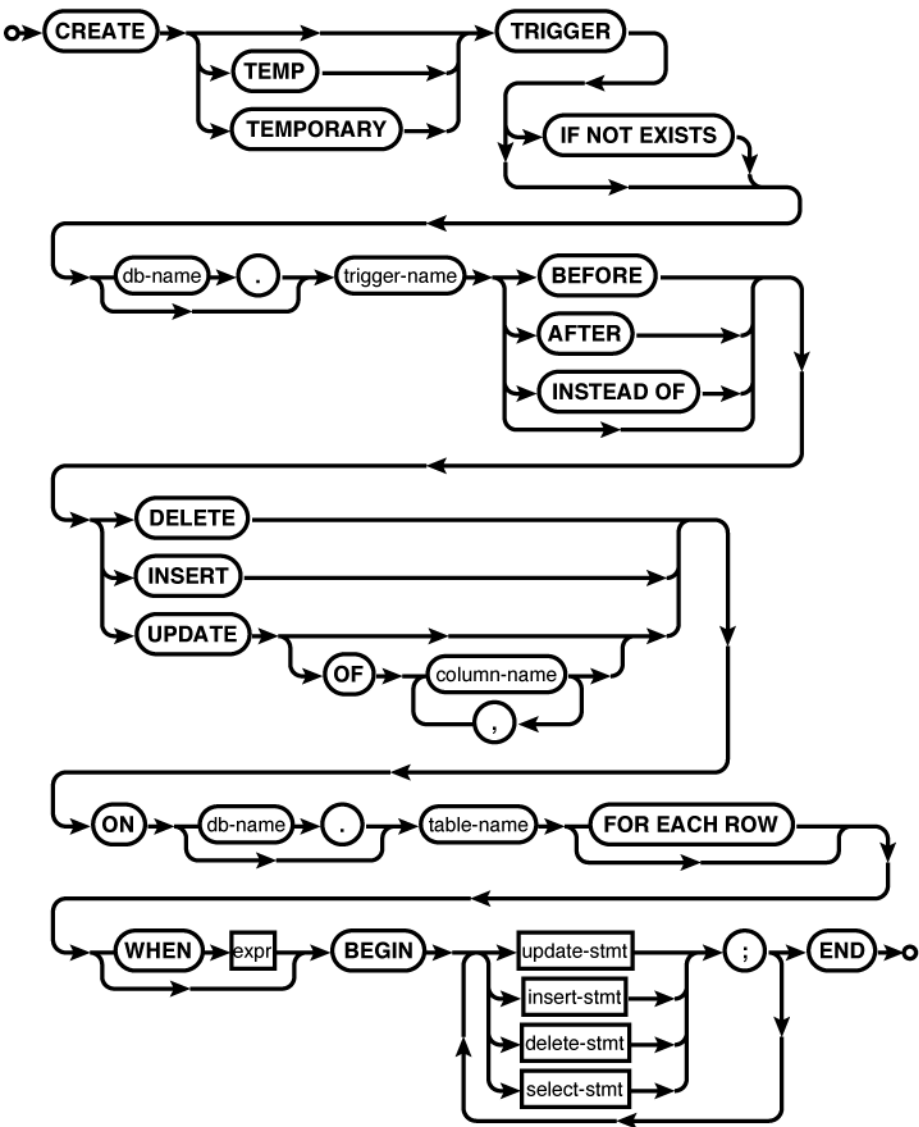 CREATE TRIGGER
TEMP
TEMPORARY
IF NOT EXISTS
db-name . trigger-name BEFORE
AFTER
INSTEAD OF
DELETE
INSERT
UPDATE
OF column-name
,
ON db-name . table-name FOR EACH ROW
WHEN expr BEGIN update-stmt ; END
insert-stmt
delete-stmt
select-stmt